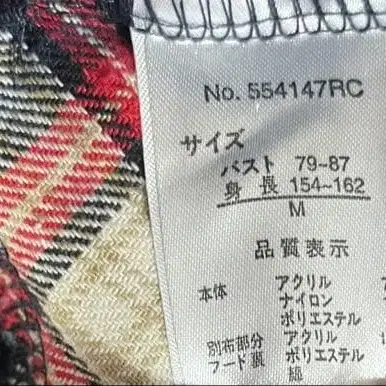 No. 554147RC
サイズ
バスト 79-87
身長 154-162
M
品質表示
本体 アクリル
ナイロン
ポリエステル
別布部分 アクリル
フード裏 ポリエステル
綿